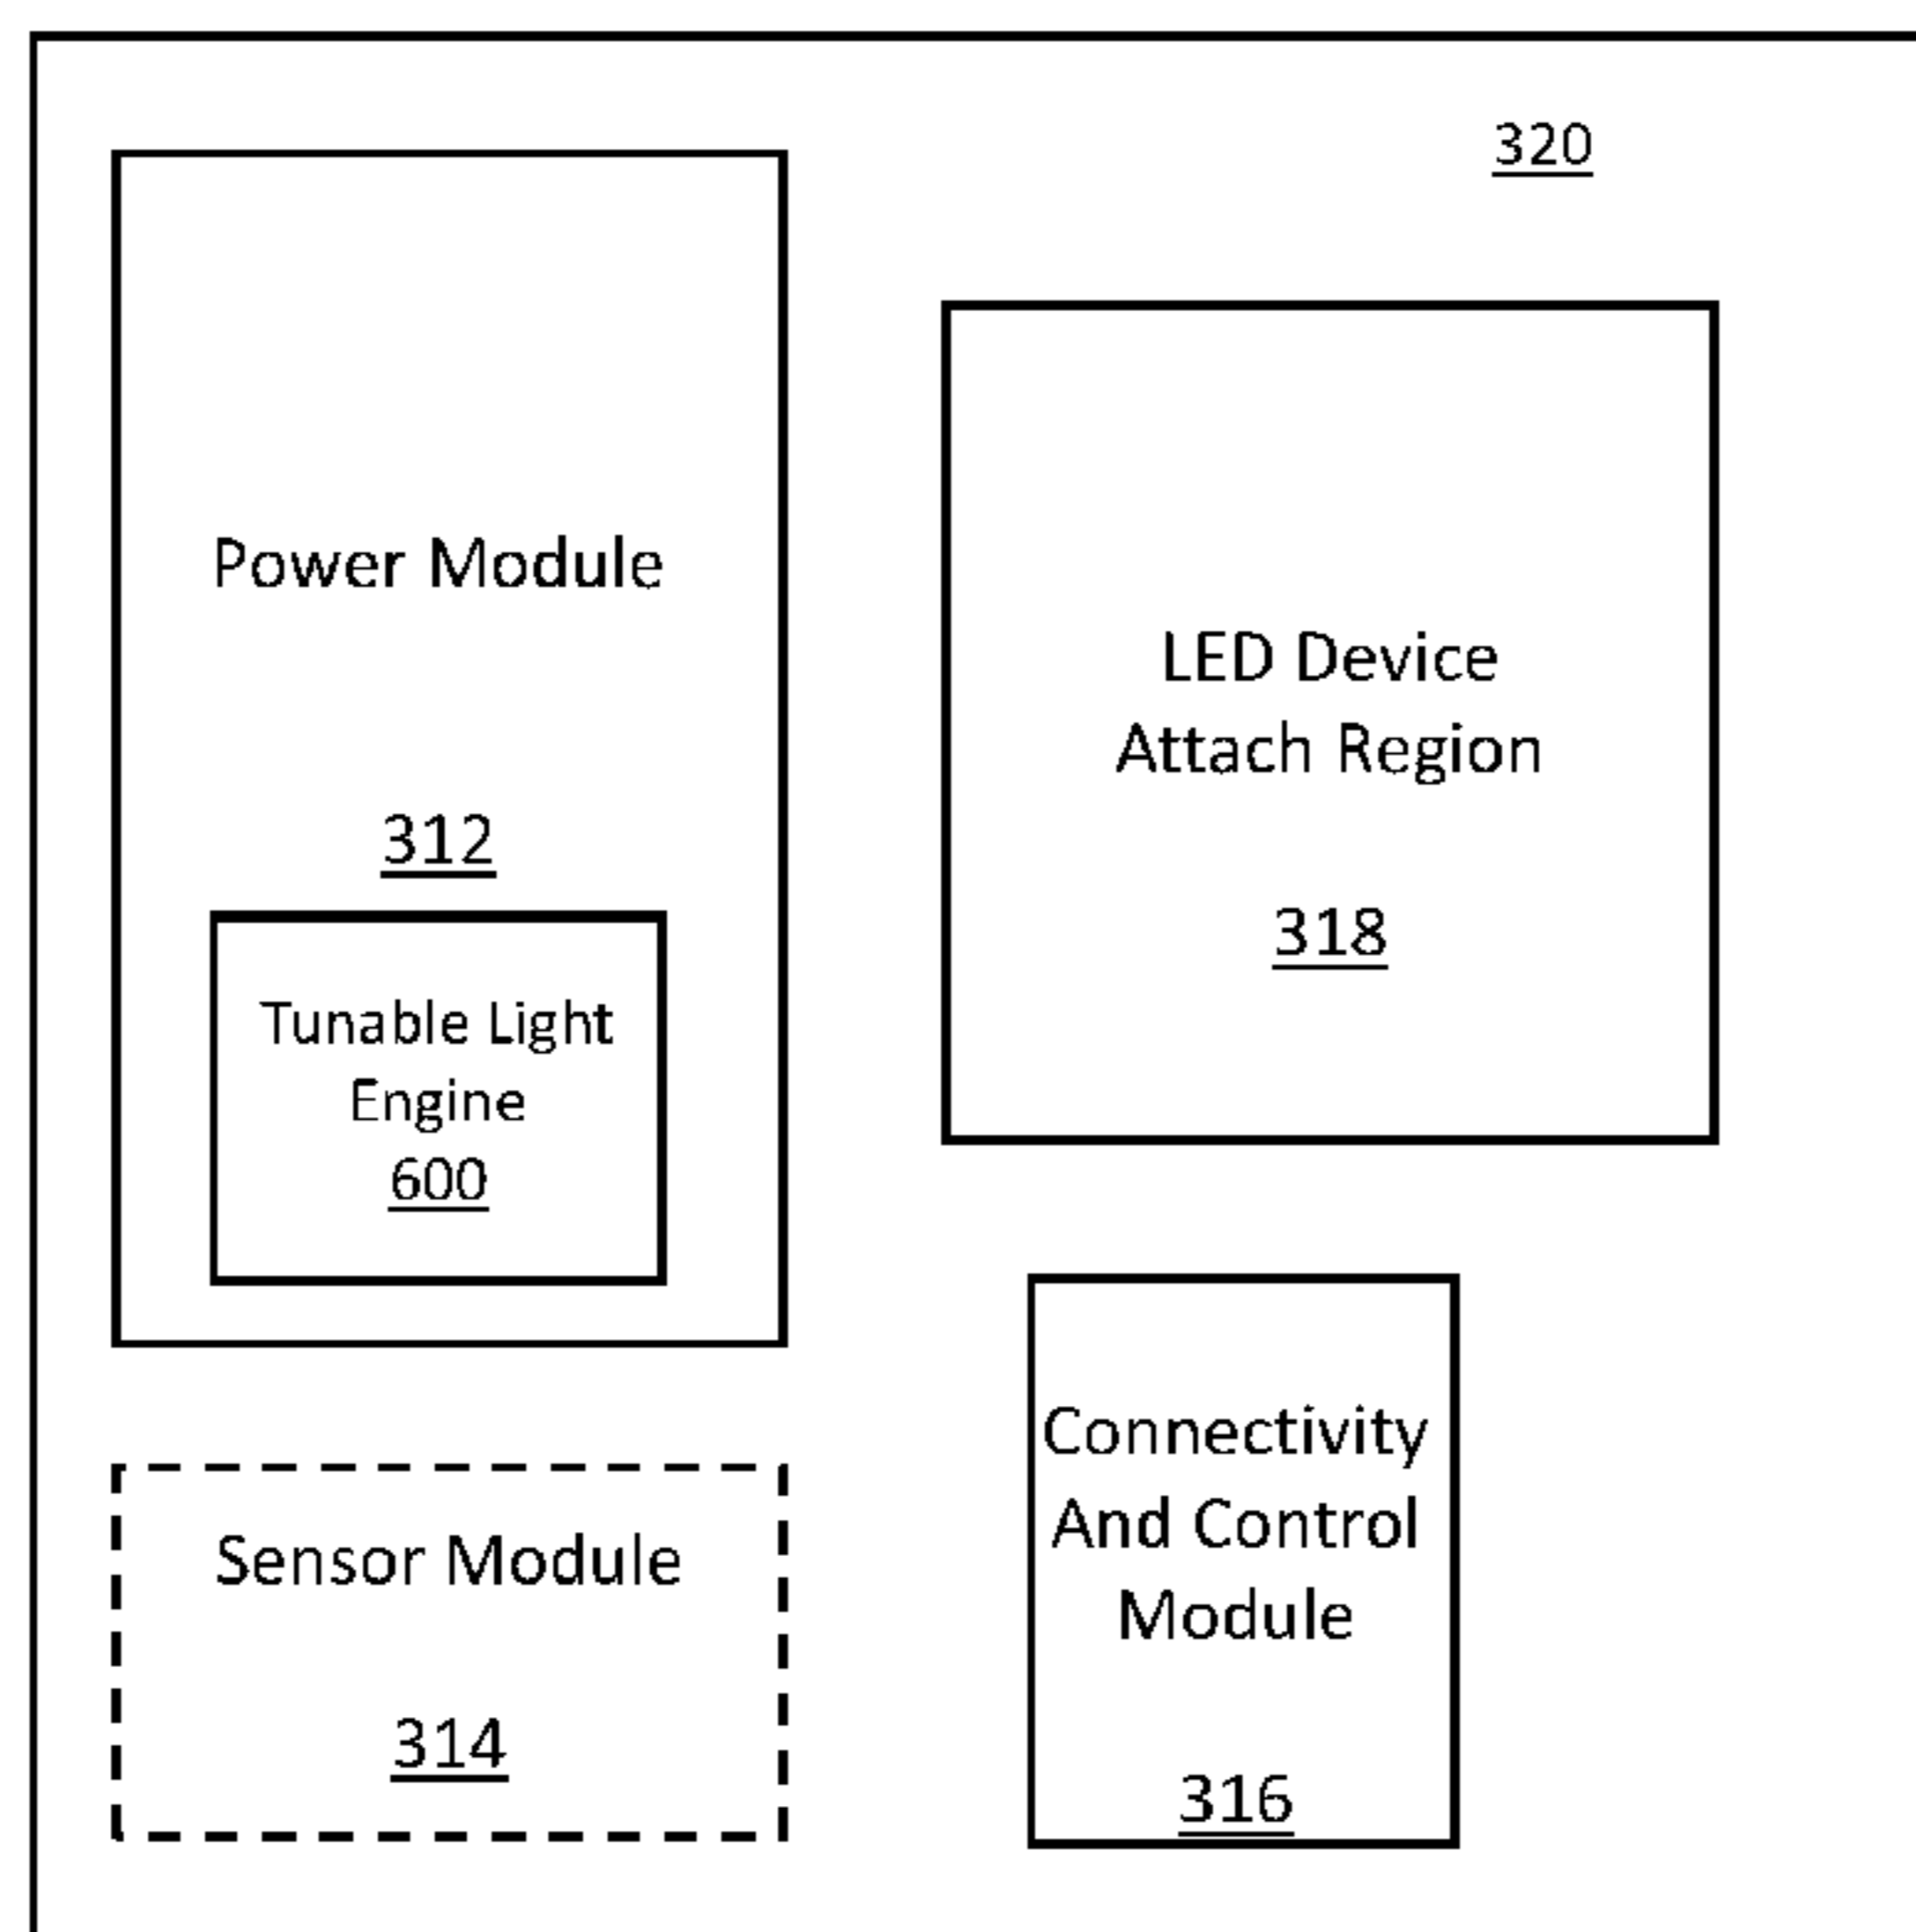 320
Power Module
312
Tunable Light
Engine
600
LED Device
Attach Region
318
Sensor Module
314
Connectivity
And Control
Module
316